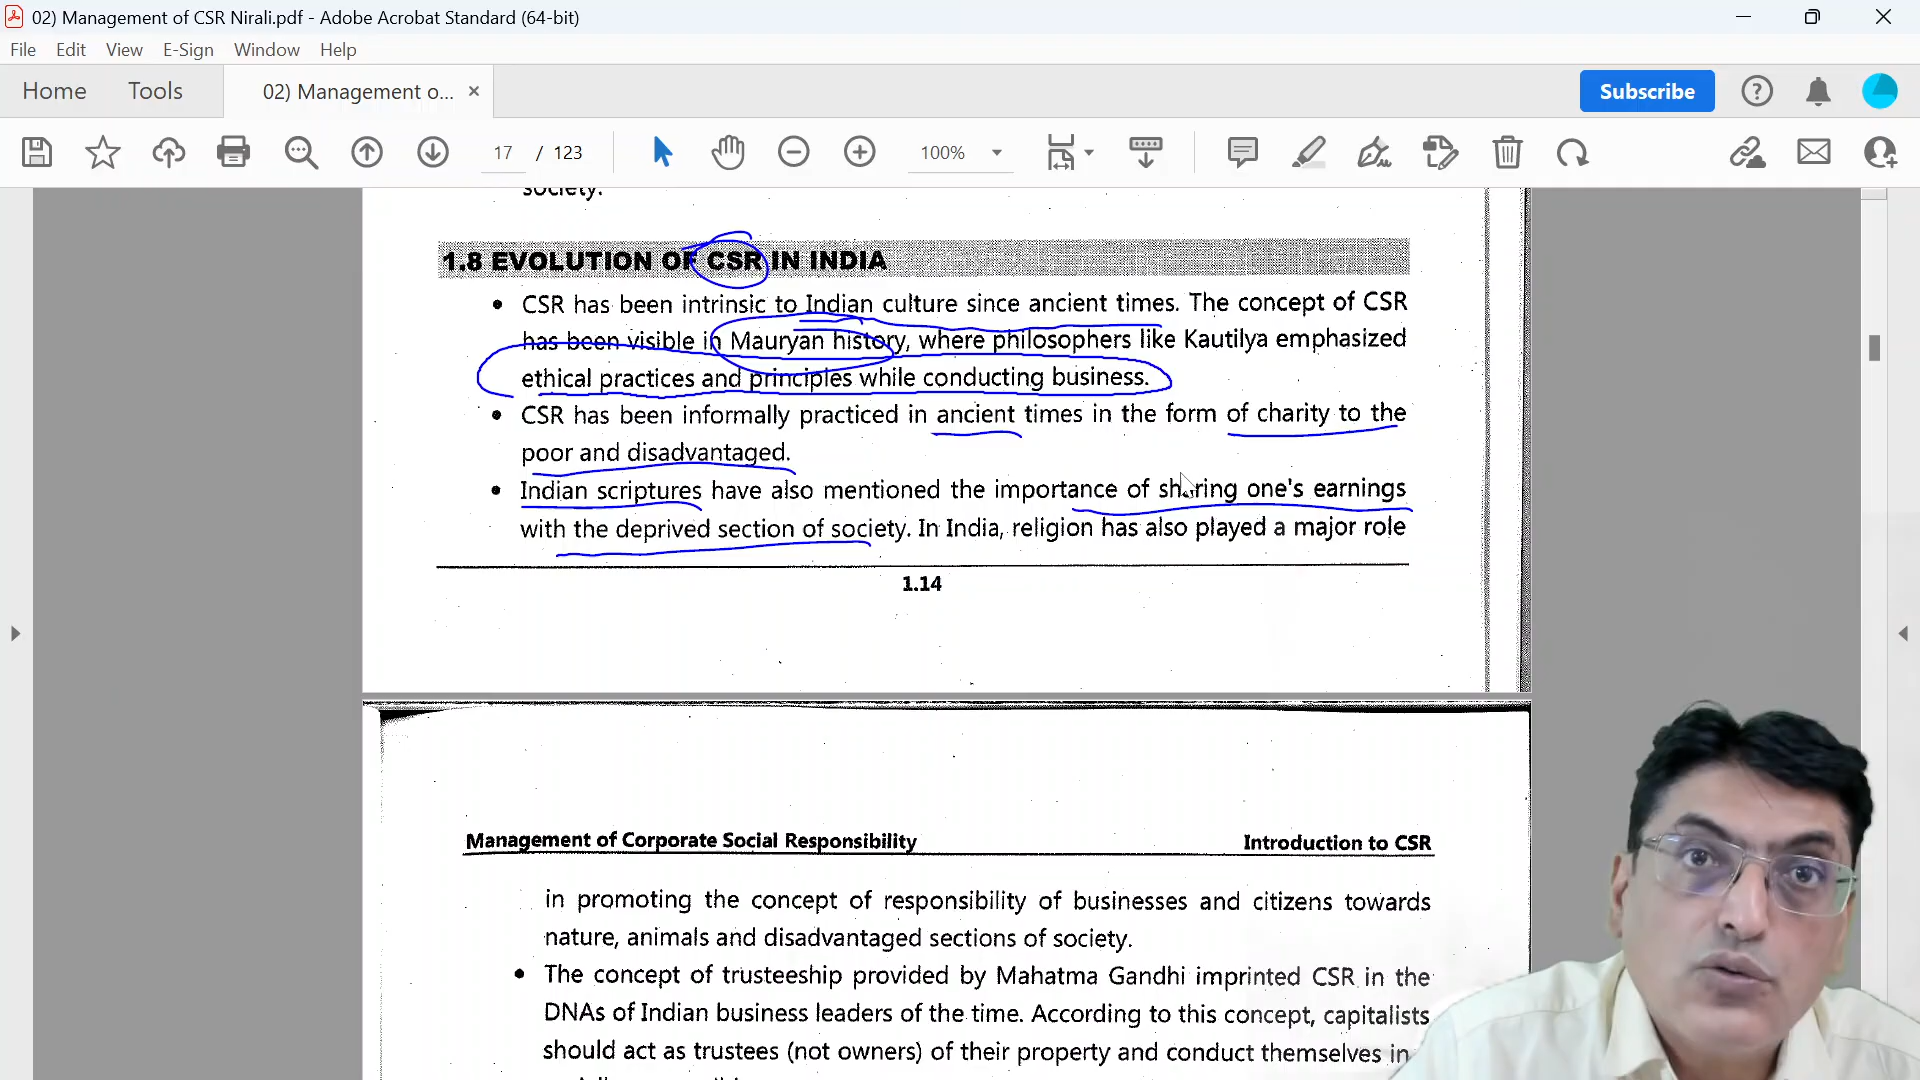 02) Management of CSR Nirali.pdf - Adobe Acrobat Standard (64-bit)
File Edit View E-Sign Window Help
Home Tools 02) Management o... × Subscribe
17 / 123 100%
society.
1.8 EVOLUTION OF CSR IN INDIA
• CSR has been intrinsic to Indian culture since ancient times. The concept of CSR
has been visible in Mauryan history, where philosophers like Kautilya emphasized
ethical practices and principles while conducting business.
• CSR has been informally practiced in ancient times in the form of charity to the
poor and disadvantaged.
• Indian scriptures have also mentioned the importance of sharing one's earnings
with the deprived section of society. In India, religion has also played a major role
1.14
Management of Corporate Social Responsibility Introduction to CSR
in promoting the concept of responsibility of businesses and citizens towards
nature, animals and disadvantaged sections of society.
• The concept of trusteeship provided by Mahatma Gandhi imprinted CSR in the
DNAs of Indian business leaders of the time. According to this concept, capitalists
should act as trustees (not owners) of their property and conduct themselves in